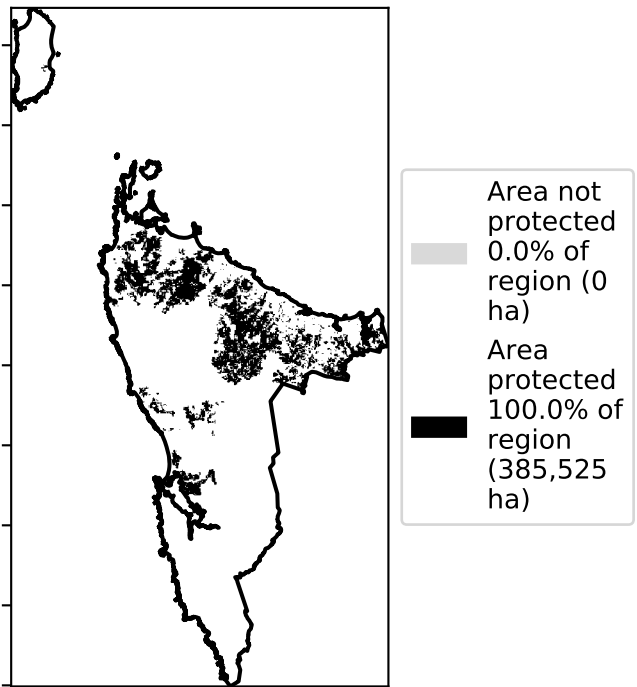 Area not
protected
0.0% of
region (0
ha)
Area
protected
100.0% of
region
(385,525
ha)